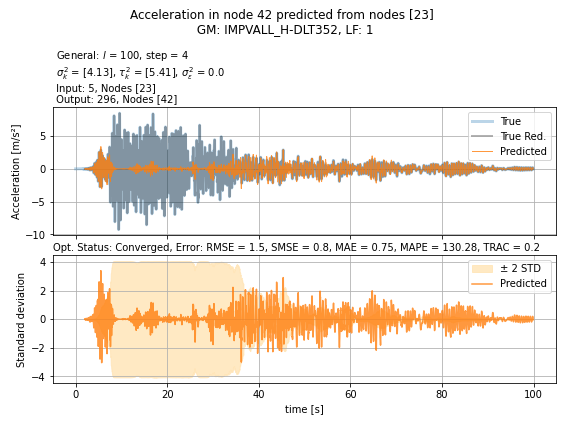 Acceleration in node 42 predicted from nodes [23]
GM: IMPVALL_H-DLT352, LF: 1
General: l = 100, step = 4
σ²ₖ = [4.13], τ²ₖ = [5.41], σ²ₑ = 0.0
Input: 5, Nodes [23]
Output: 296, Nodes [42]
Acceleration [m/s²]
5
0
−5
−10
True
True Red.
Predicted
Opt. Status: Converged, Error: RMSE = 1.5, SMSE = 0.8, MAE = 0.75, MAPE = 130.28, TRAC = 0.2
Standard deviation
4
2
0
−2
−4
± 2 STD
Predicted
0 20 40 60 80 100
time [s]